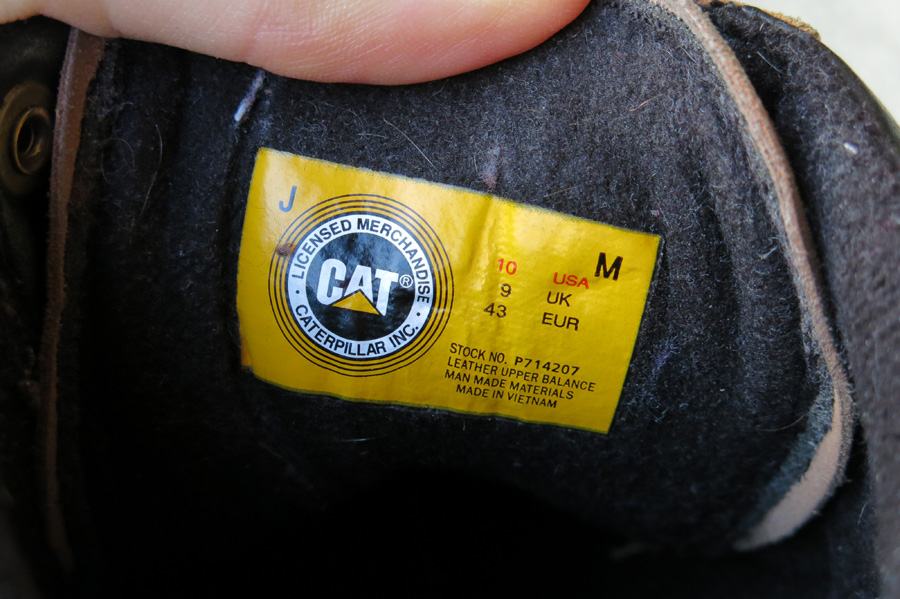 J
LICENSED MERCHANDISE
CAT®
CATERPILLAR INC.
M
10 USA
9 UK
43 EUR
STOCK NO. P714207
LEATHER UPPER BALANCE
MAN MADE MATERIALS
MADE IN VIETNAM